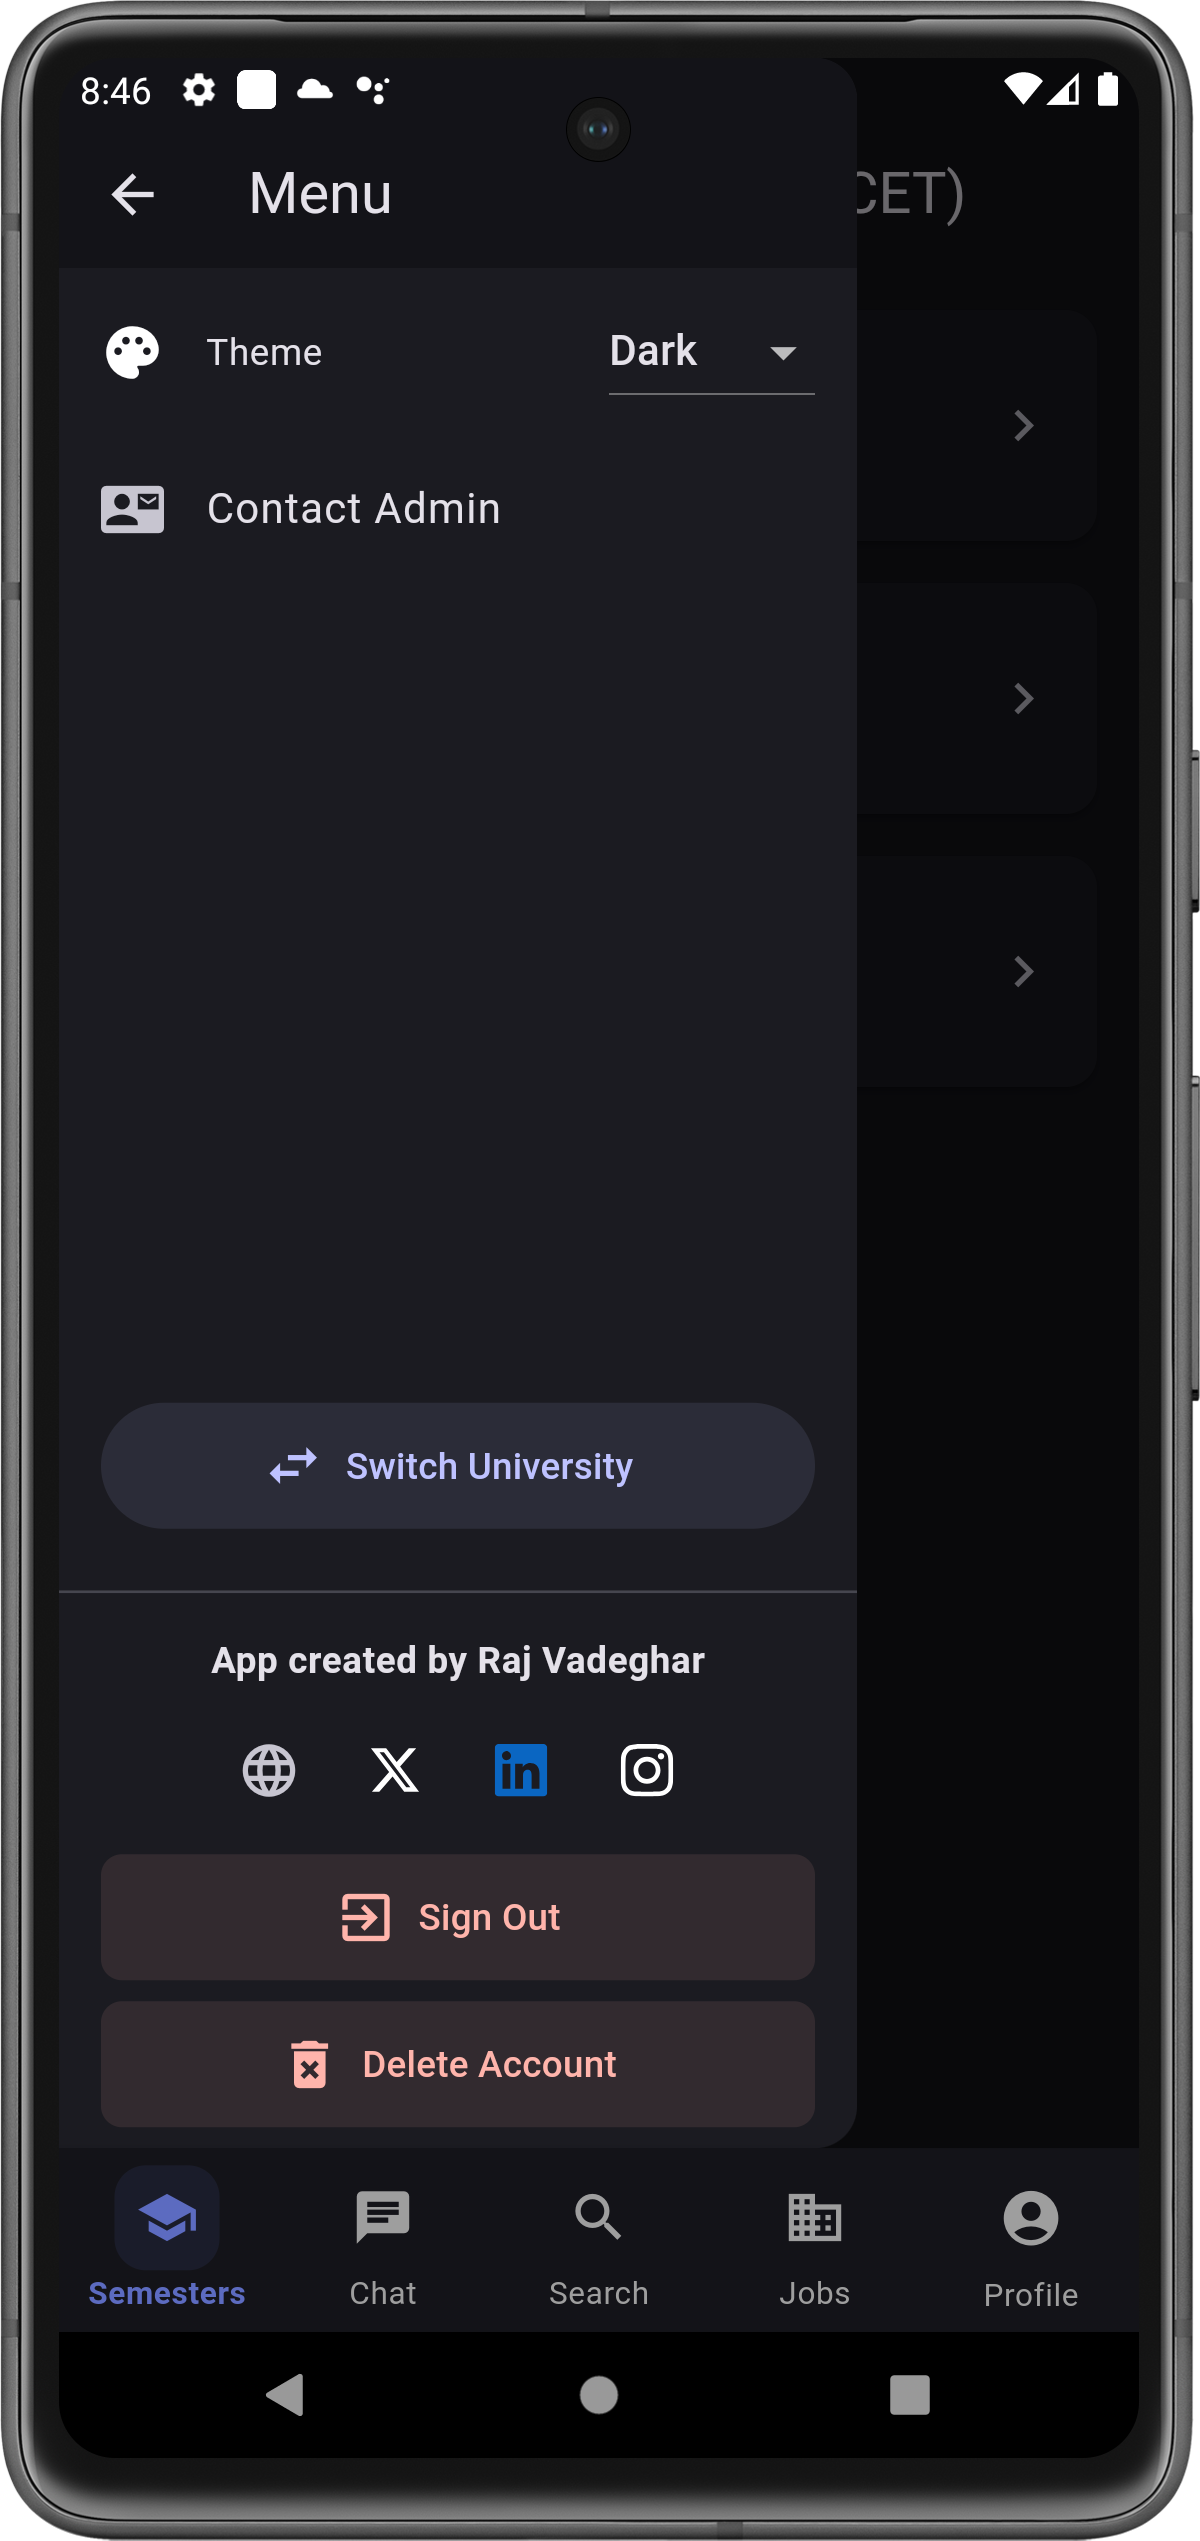 8:46
Menu
CET)
Theme
Dark
Contact Admin
Switch University
App created by Raj Vadeghar
Sign Out
Delete Account
Semesters
Chat
Search
Jobs
Profile